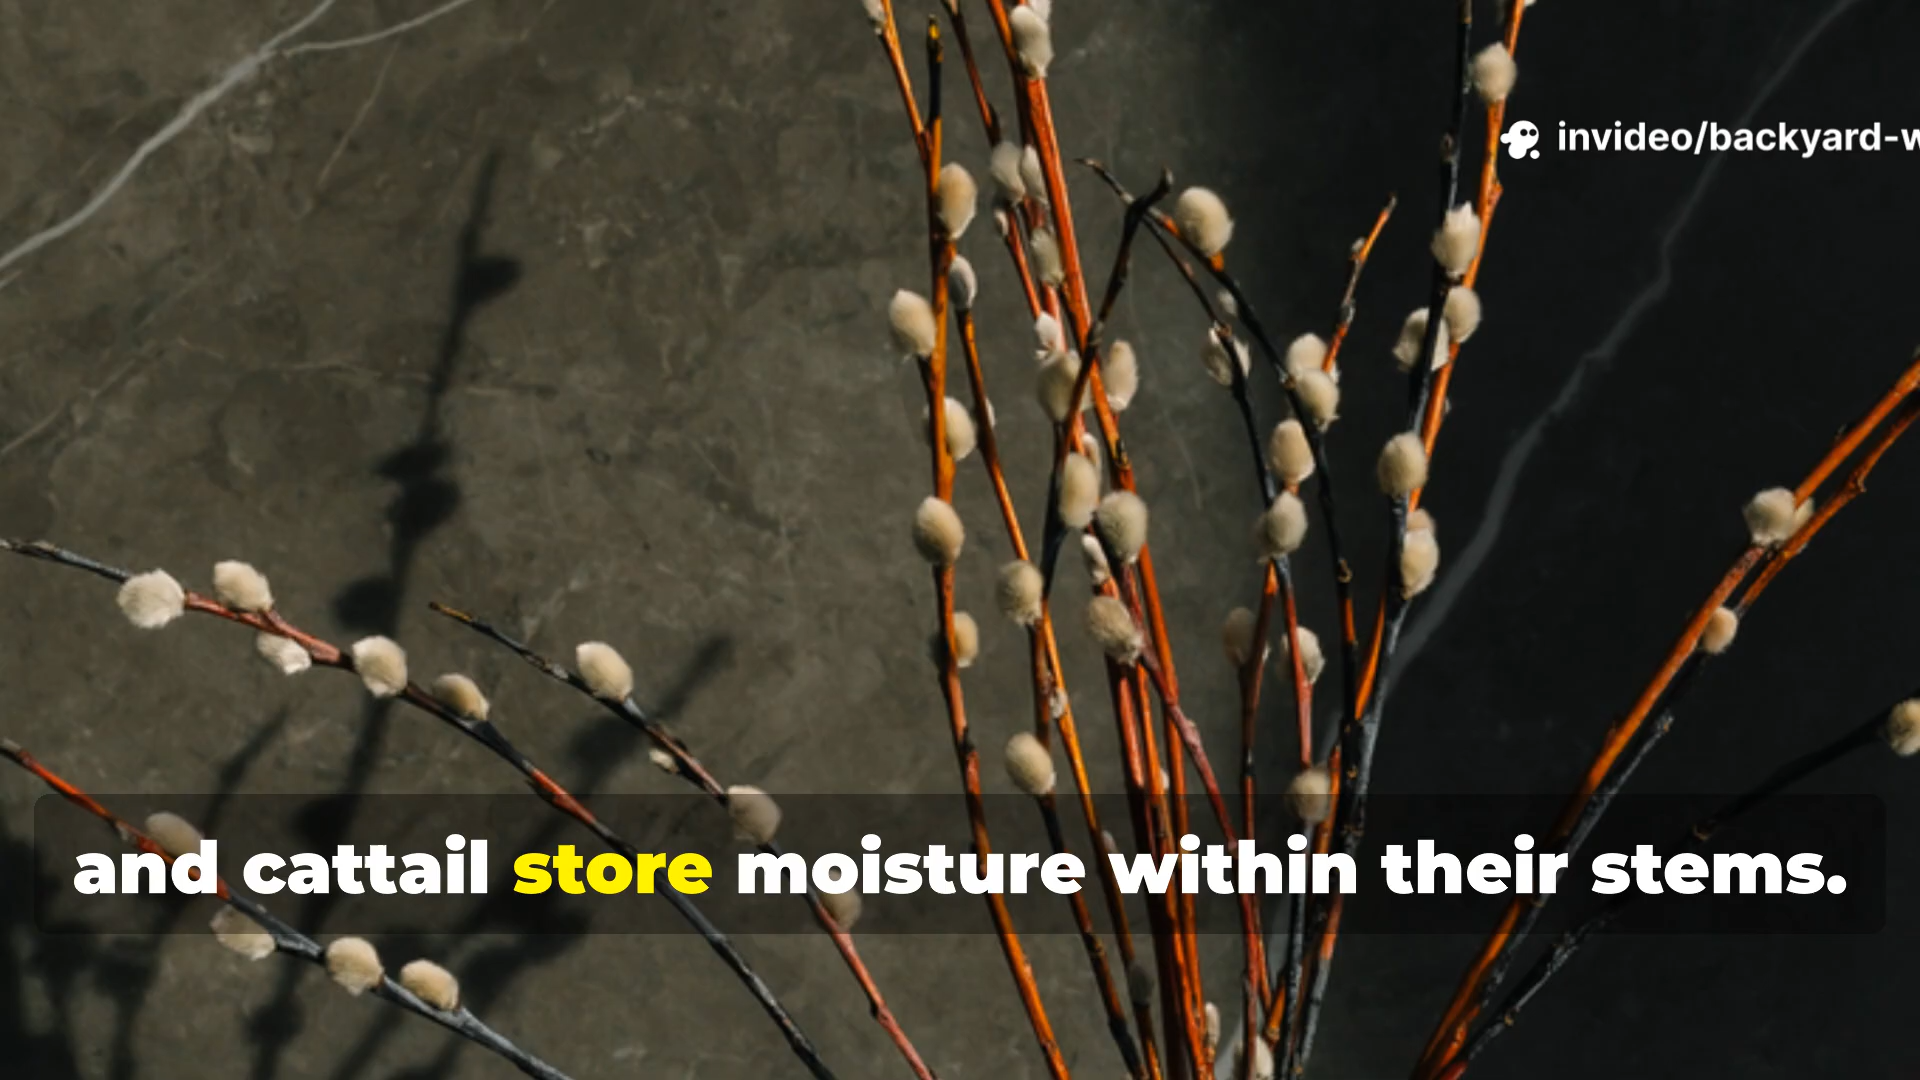 invideo/backyard-w
and cattail store moisture within their stems.